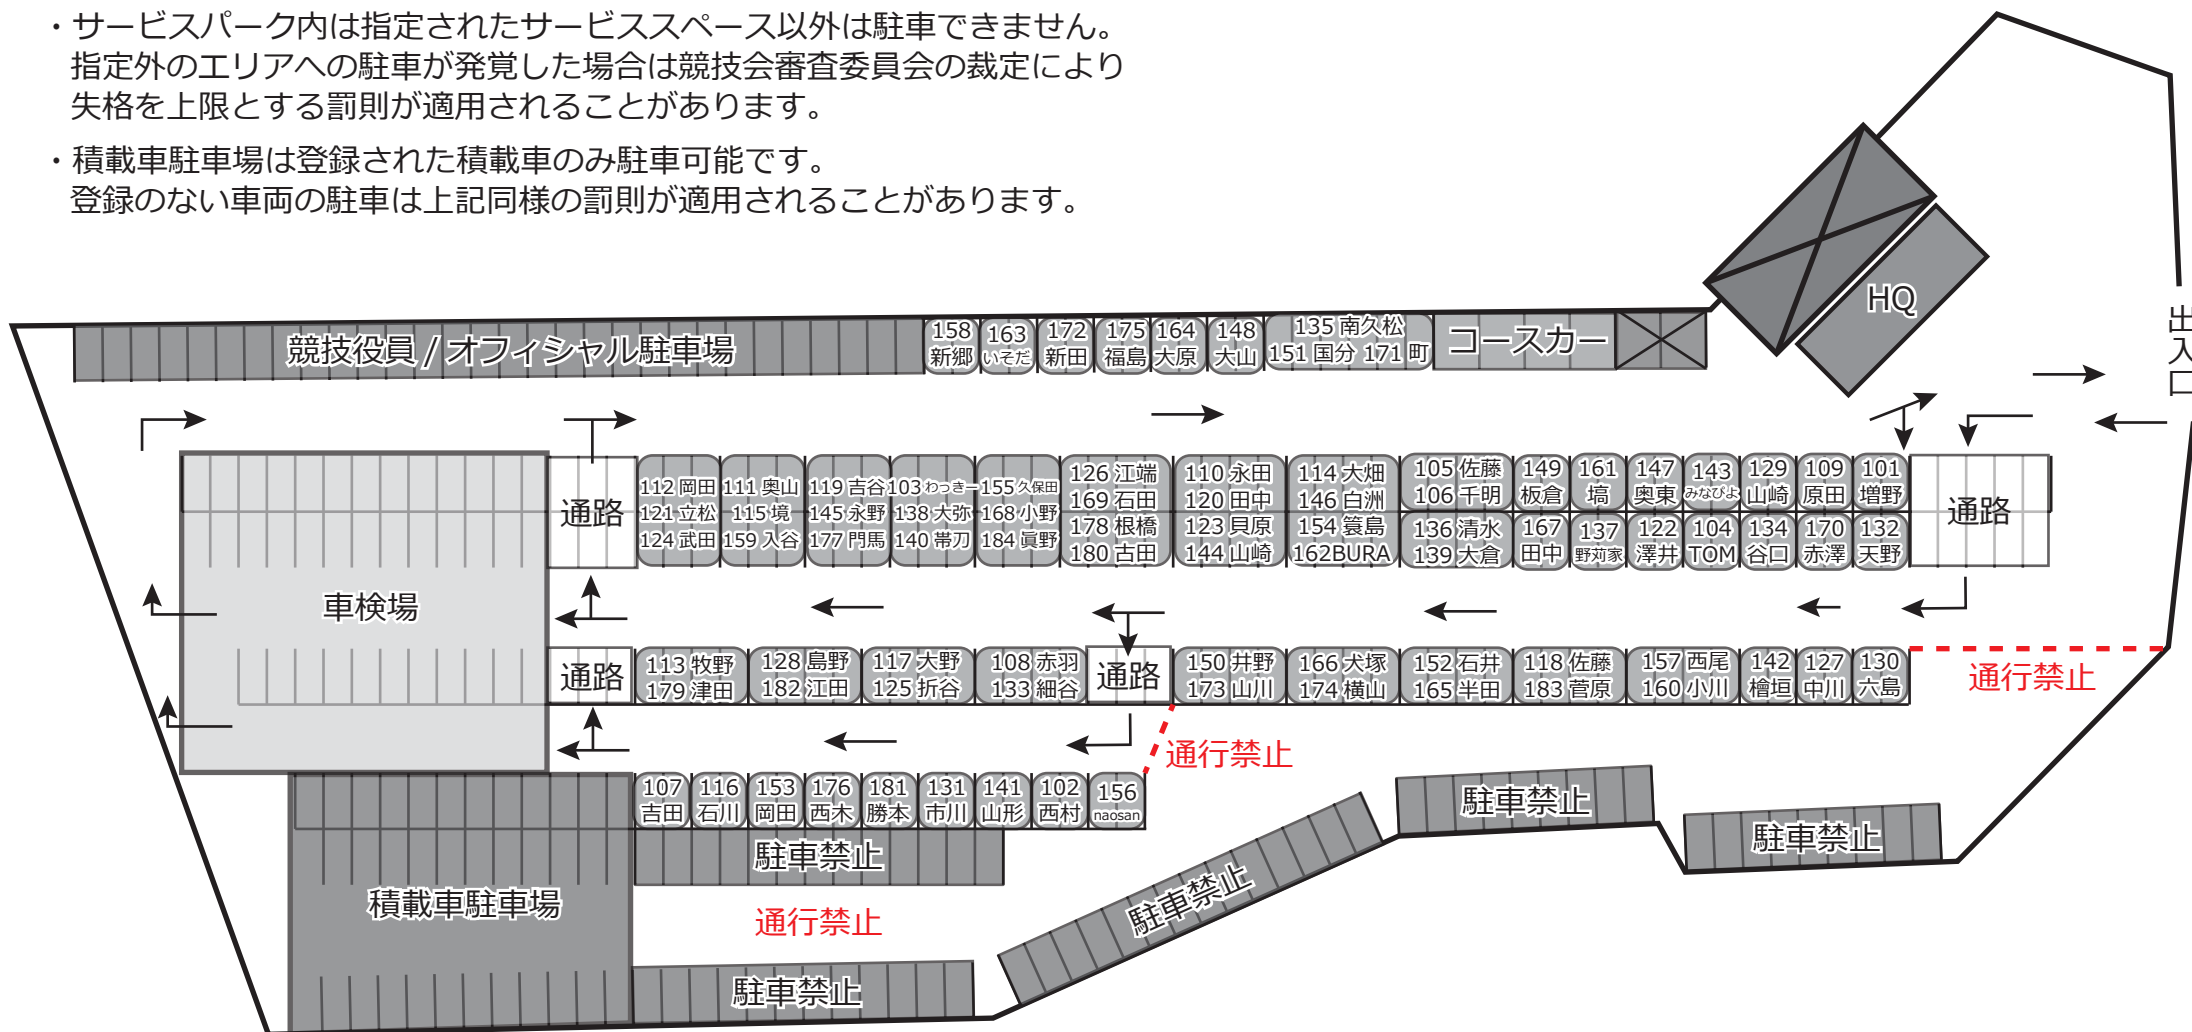 ・サービスパーク内は指定されたサービススペース以外は駐車できません。
指定外のエリアへの駐車が発覚した場合は競技会審査委員会の裁定により
失格を上限とする罰則が適用されることがあります。
・積載車駐車場は登録された積載車のみ駐車可能です。
登録のない車両の駐車は上記同様の罰則が適用されることがあります。
HQ
出入口
競技役員 / オフィシャル駐車場
158
新郷
163
いそだ
172
新田
175
福島
164
大原
148
大山
135 南久松
151 国分 171 町
コースカー
車検場
通路
112 岡田
121 立松
124 武田
111 奥山
115 境
159 入谷
119 吉谷
145 永野
177 門馬
103 わっきー
138 大弥
140 帯刀
155 久保田
168 小野
184 眞野
126 江端
169 石田
178 根橋
180 古田
110 永田
120 田中
123 貝原
144 山崎
114 大畑
146 白洲
154 簑島
162BURA
105 佐藤
106 千明
149
板倉
161
塙
147
奥東
143
みなぴよ
129
山崎
109
原田
101
増野
136 清水
139 大倉
167
田中
137
野苅家
122
澤井
104
TOM
134
谷口
170
赤澤
132
天野
通路
通路
113 牧野
179 津田
128 島野
182 江田
117 大野
125 折谷
108 赤羽
133 細谷
通路
150 井野
173 山川
166 犬塚
174 横山
152 石井
165 半田
118 佐藤
183 菅原
157 西尾
160 小川
142
檜垣
127
中川
130
六島
通行禁止
通行禁止
107
吉田
116
石川
153
岡田
176
西木
181
勝本
131
市川
141
山形
102
西村
156
naosan
駐車禁止
駐車禁止
駐車禁止
駐車禁止
積載車駐車場
通行禁止
駐車禁止